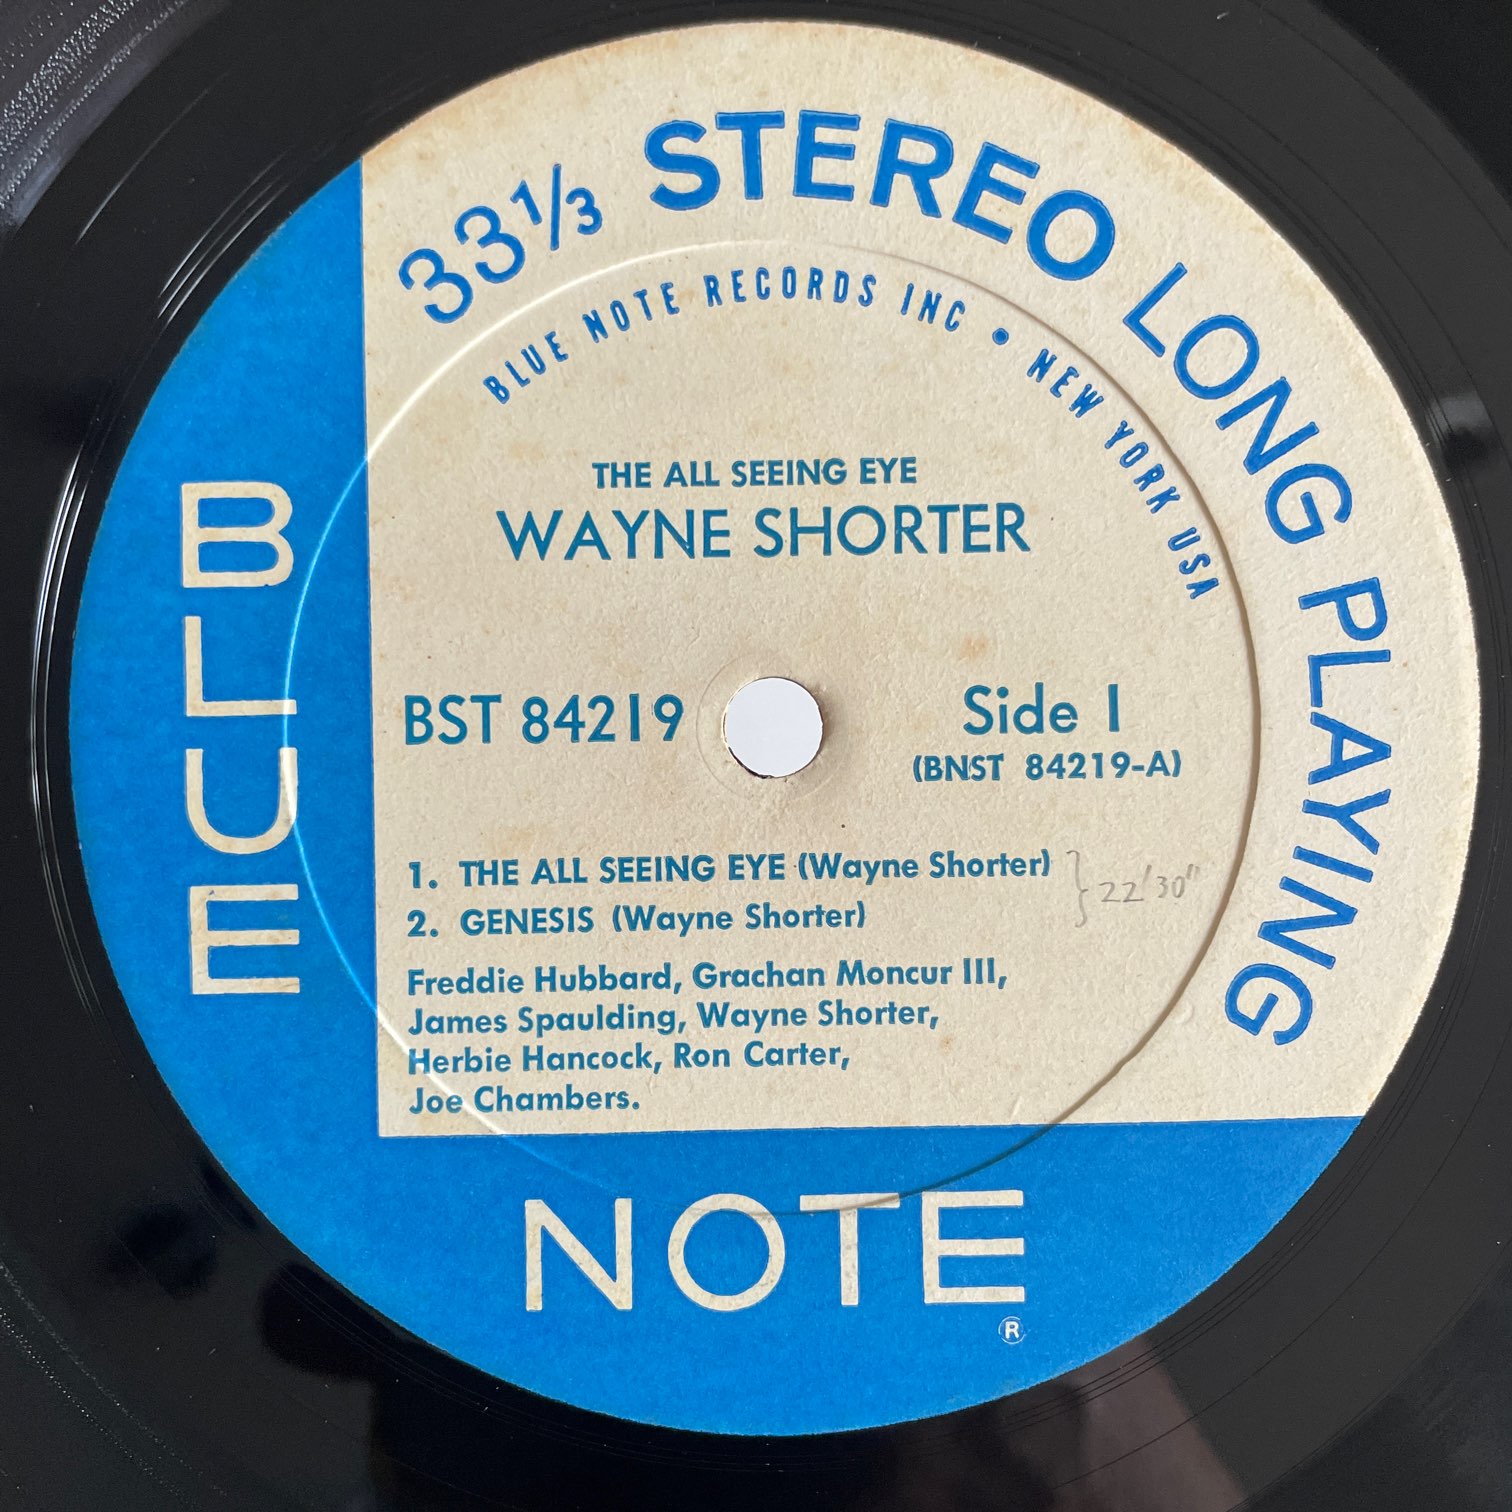 33⅓ STEREO LONG PLAYING
BLUE NOTE RECORDS INC • NEW YORK USA
THE ALL SEEING EYE
WAYNE SHORTER
BST 84219
Side 1
(BNST 84219-A)
1. THE ALL SEEING EYE (Wayne Shorter)
2. GENESIS (Wayne Shorter)
} 22'30"
Freddie Hubbard, Grachan Moncur III,
James Spaulding, Wayne Shorter,
Herbie Hancock, Ron Carter,
Joe Chambers.
BLUE
NOTE
®